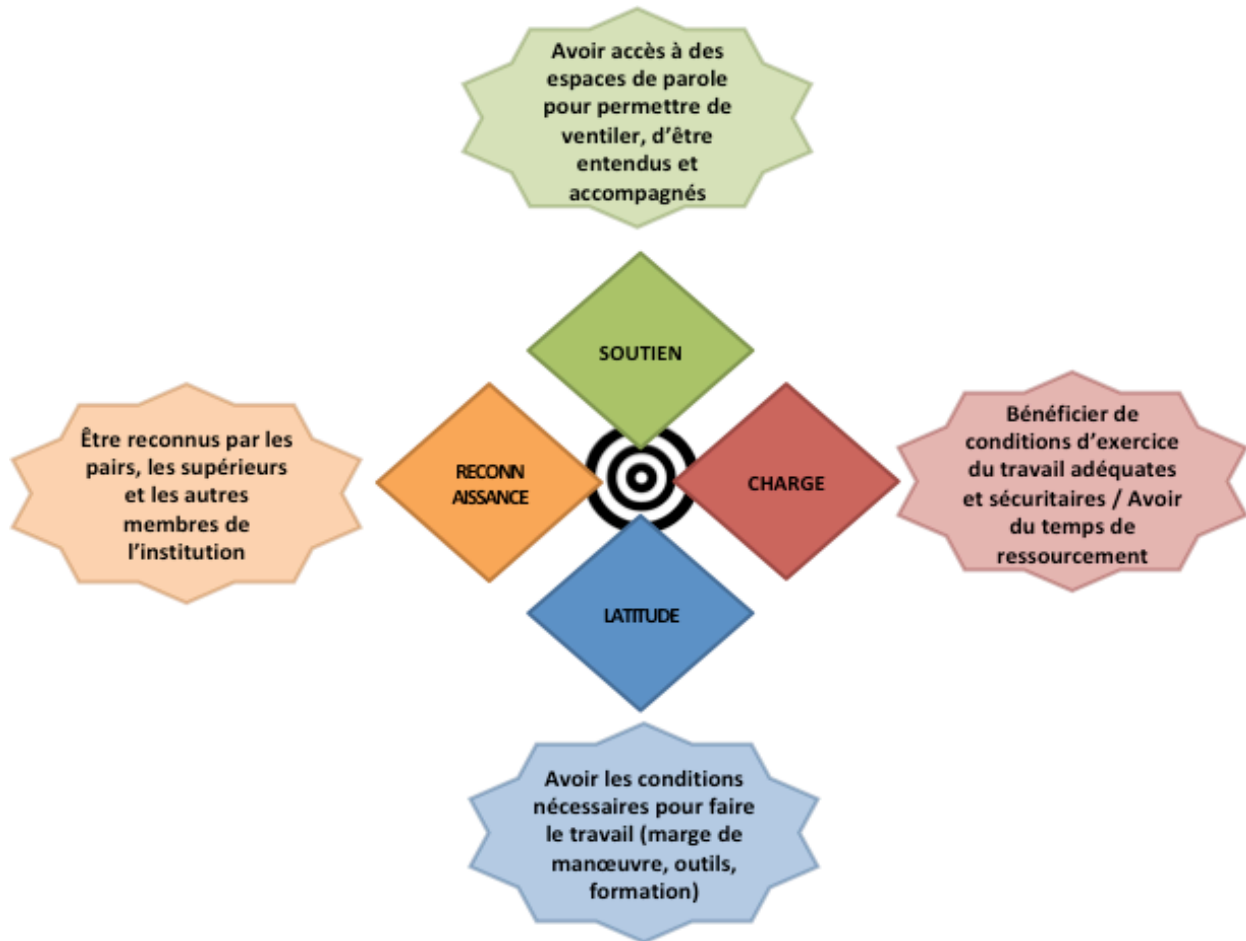 Avoir accès à des
espaces de parole
pour permettre de
ventiler, d’être
entendus et
accompagnés
SOUTIEN
Être reconnus par les
pairs, les supérieurs
et les autres
membres de
l’institution
RECONN
AISSANCE
CHARGE
Bénéficier de
conditions d’exercice
du travail adéquates
et sécuritaires / Avoir
du temps de
ressourcement
LATITUDE
Avoir les conditions
nécessaires pour faire
le travail (marge de
manœuvre, outils,
formation)